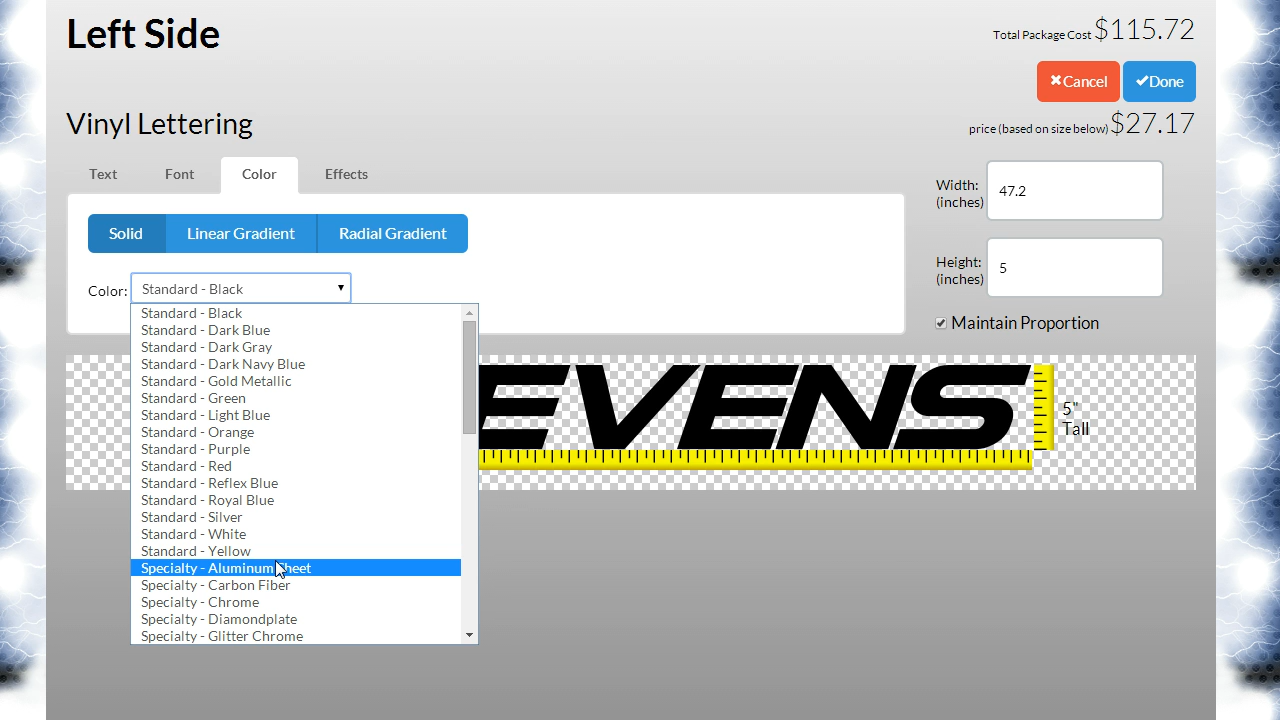 Left Side
Total Package Cost $115.72
Cancel
Done
Vinyl Lettering
price (based on size below) $27.17
Text
Font
Color
Effects
Width:
(inches)
47.2
Solid
Linear Gradient
Radial Gradient
Height:
(inches)
5
Color:
Standard - Black
Maintain Proportion
Standard - Black
Standard - Dark Blue
Standard - Dark Gray
Standard - Dark Navy Blue
Standard - Gold Metallic
Standard - Green
Standard - Light Blue
Standard - Orange
Standard - Purple
Standard - Red
Standard - Reflex Blue
Standard - Royal Blue
Standard - Silver
Standard - White
Standard - Yellow
Specialty - Aluminum Sheet
Specialty - Carbon Fiber
Specialty - Chrome
Specialty - Diamondplate
Specialty - Glitter Chrome
EVENS
5"
Tall